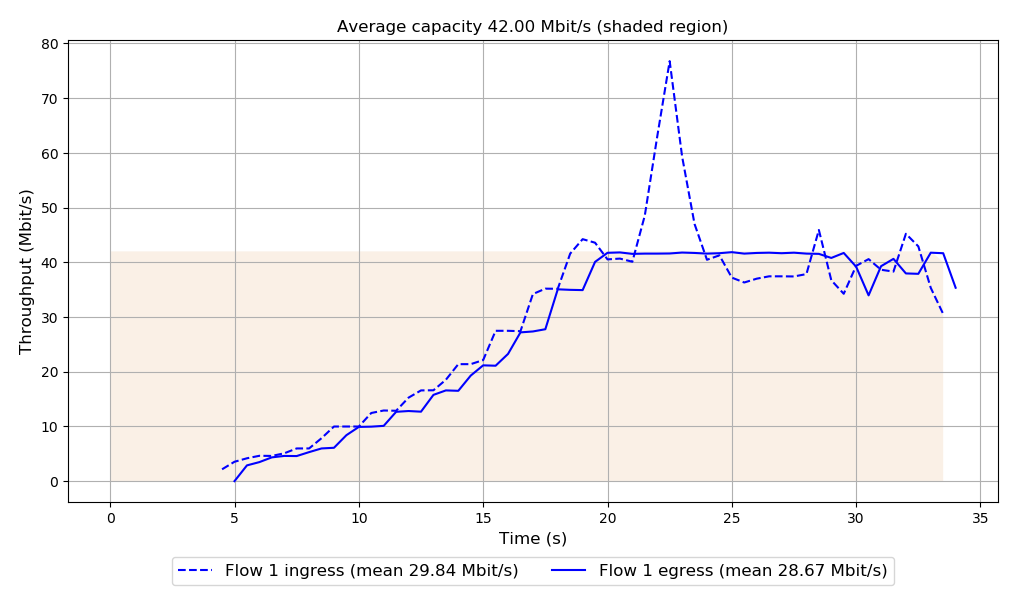 Average capacity 42.00 Mbit/s (shaded region)
80
70
60
50
40
30
20
10
0
Throughput (Mbit/s)
0 5 10 15 20 25 30 35
Time (s)
Flow 1 ingress (mean 29.84 Mbit/s) Flow 1 egress (mean 28.67 Mbit/s)